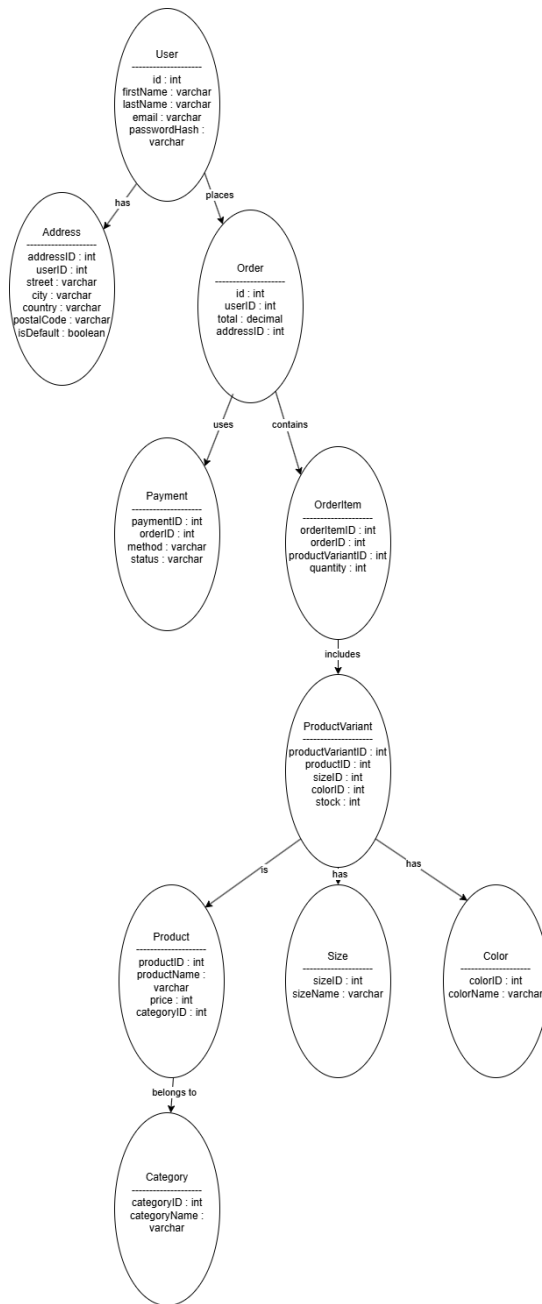 User
--------------------
id : int
firstName : varchar
lastName : varchar
email : varchar
passwordHash :
varchar
has
places
Address
--------------------
addressID : int
userID : int
street : varchar
city : varchar
country : varchar
postalCode : varchar
isDefault : boolean
Order
--------------------
id : int
userID : int
total : decimal
addressID : int
uses
contains
Payment
--------------------
paymentID : int
orderID : int
method : varchar
status : varchar
OrderItem
--------------------
orderItemID : int
orderID : int
productVariantID : int
quantity : int
includes
ProductVariant
--------------------
productVariantID : int
productID : int
sizeID : int
colorID : int
stock : int
is
has
has
Product
--------------------
productID : int
productName :
varchar
price : int
categoryID : int
Size
--------------------
sizeID : int
sizeName : varchar
Color
--------------------
colorID : int
colorName : varchar
belongs to
Category
--------------------
categoryID : int
categoryName :
varchar